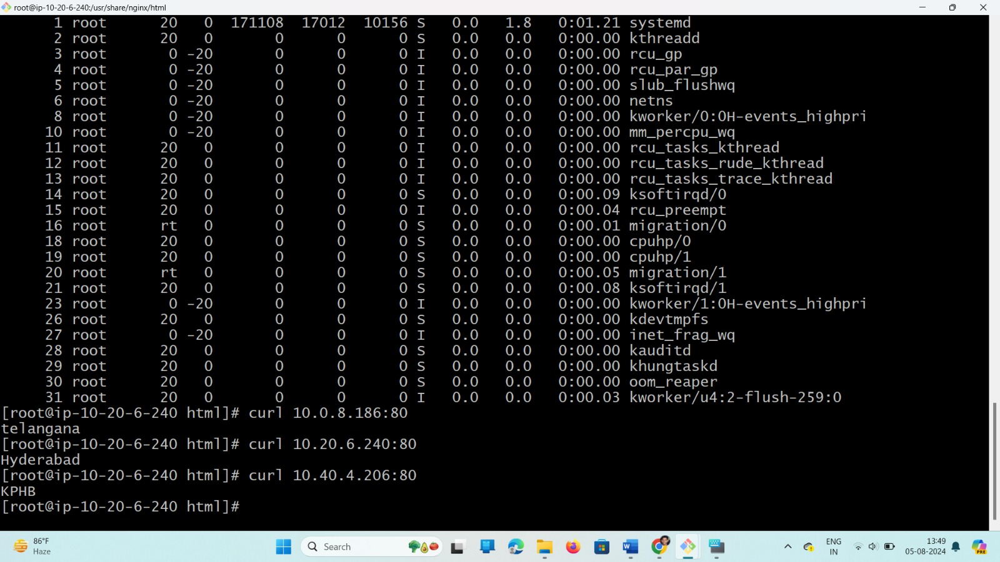 root@ip-10-20-6-240:/usr/share/nginx/html
1 root 20 0 171108 17012 10156 S 0.0 1.8 0:01.21 systemd
2 root 20 0 0 0 0 S 0.0 0.0 0:00.00 kthreadd
3 root 0 -20 0 0 0 I 0.0 0.0 0:00.00 rcu_gp
4 root 0 -20 0 0 0 I 0.0 0.0 0:00.00 rcu_par_gp
5 root 0 -20 0 0 0 I 0.0 0.0 0:00.00 slub_flushwq
6 root 0 -20 0 0 0 I 0.0 0.0 0:00.00 netns
8 root 0 -20 0 0 0 I 0.0 0.0 0:00.00 kworker/0:0H-events_highpri
10 root 0 -20 0 0 0 I 0.0 0.0 0:00.00 mm_percpu_wq
11 root 20 0 0 0 0 I 0.0 0.0 0:00.00 rcu_tasks_kthread
12 root 20 0 0 0 0 I 0.0 0.0 0:00.00 rcu_tasks_rude_kthread
13 root 20 0 0 0 0 I 0.0 0.0 0:00.00 rcu_tasks_trace_kthread
14 root 20 0 0 0 0 S 0.0 0.0 0:00.09 ksoftirqd/0
15 root 20 0 0 0 0 I 0.0 0.0 0:00.04 rcu_preempt
16 root rt 0 0 0 0 S 0.0 0.0 0:00.01 migration/0
18 root 20 0 0 0 0 S 0.0 0.0 0:00.00 cpuhp/0
19 root 20 0 0 0 0 S 0.0 0.0 0:00.00 cpuhp/1
20 root rt 0 0 0 0 S 0.0 0.0 0:00.05 migration/1
21 root 20 0 0 0 0 S 0.0 0.0 0:00.08 ksoftirqd/1
23 root 0 -20 0 0 0 I 0.0 0.0 0:00.00 kworker/1:0H-events_highpri
26 root 20 0 0 0 0 S 0.0 0.0 0:00.00 kdevtmpfs
27 root 0 -20 0 0 0 I 0.0 0.0 0:00.00 inet_frag_wq
28 root 20 0 0 0 0 S 0.0 0.0 0:00.00 kauditd
29 root 20 0 0 0 0 S 0.0 0.0 0:00.00 khungtaskd
30 root 20 0 0 0 0 S 0.0 0.0 0:00.00 oom_reaper
31 root 20 0 0 0 0 I 0.0 0.0 0:00.03 kworker/u4:2-flush-259:0
[root@ip-10-20-6-240 html]# curl 10.0.8.186:80
telangana
[root@ip-10-20-6-240 html]# curl 10.20.6.240:80
Hyderabad
[root@ip-10-20-6-240 html]# curl 10.40.4.206:80
KPHB
[root@ip-10-20-6-240 html]#
86°F
Haze
Search
ENG
IN
13:49
05-08-2024
PRE